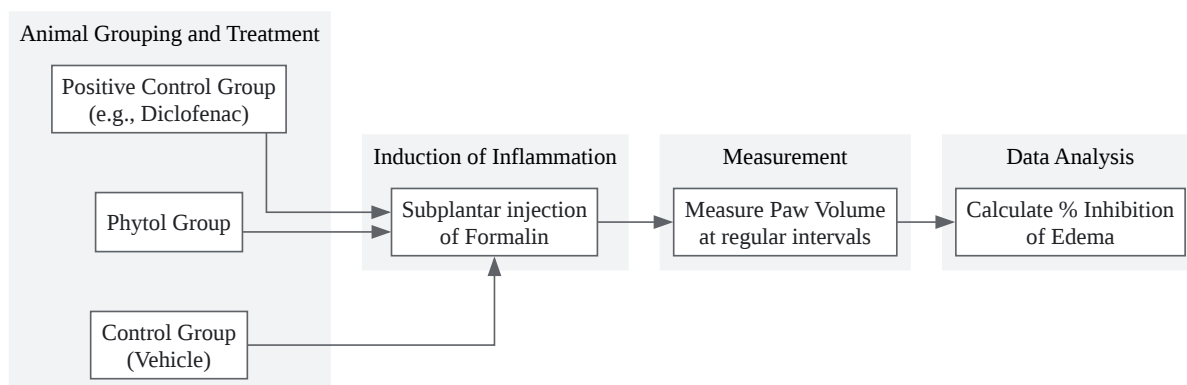 Animal Grouping and Treatment
Positive Control Group
(e.g., Diclofenac)
Phytol Group
Control Group
(Vehicle)
Induction of Inflammation
Subplantar injection
of Formalin
Measurement
Measure Paw Volume
at regular intervals
Data Analysis
Calculate % Inhibition
of Edema